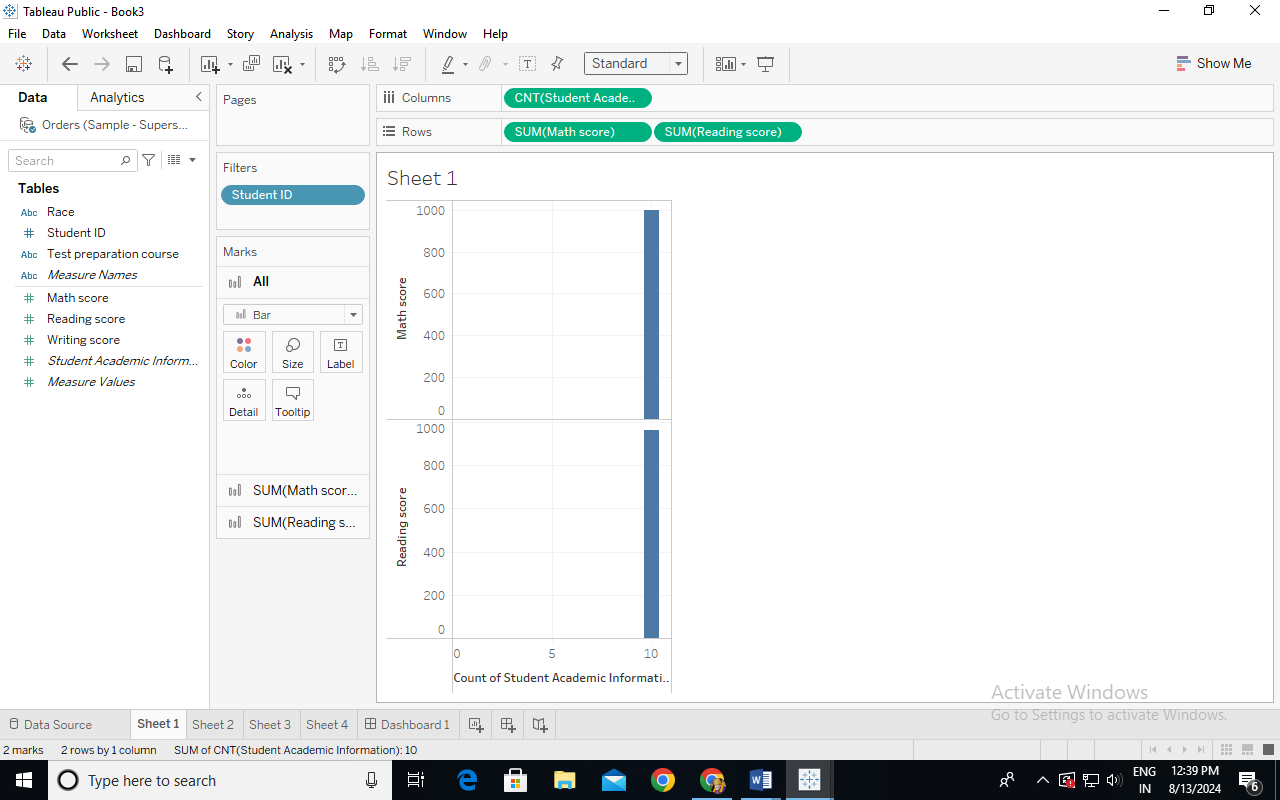 Tableau Public - Book3
File Data Worksheet Dashboard Story Analysis Map Format Window Help
Standard
Show Me
Data Analytics
Pages
Columns CNT(Student Acade..
Orders (Sample - Supers...
Rows SUM(Math score) SUM(Reading score)
Search
Filters
Student ID
Tables
Abc Race
Student ID
Abc Test preparation course
Abc Measure Names
Math score
Reading score
Writing score
Student Academic Inform...
Measure Values
Marks
All
Bar
Color Size Label
Detail Tooltip
SUM(Math scor...
SUM(Reading s...
Sheet 1
1000
800
600
400
200
0
Math score
1000
800
600
400
200
0
Reading score
0 5 10
Count of Student Academic Informati..
Activate Windows
Go to Settings to activate Windows.
Data Source Sheet 1 Sheet 2 Sheet 3 Sheet 4 Dashboard 1
2 marks 2 rows by 1 column SUM of CNT(Student Academic Information): 10
Type here to search
ENG
IN
12:39 PM
8/13/2024
6